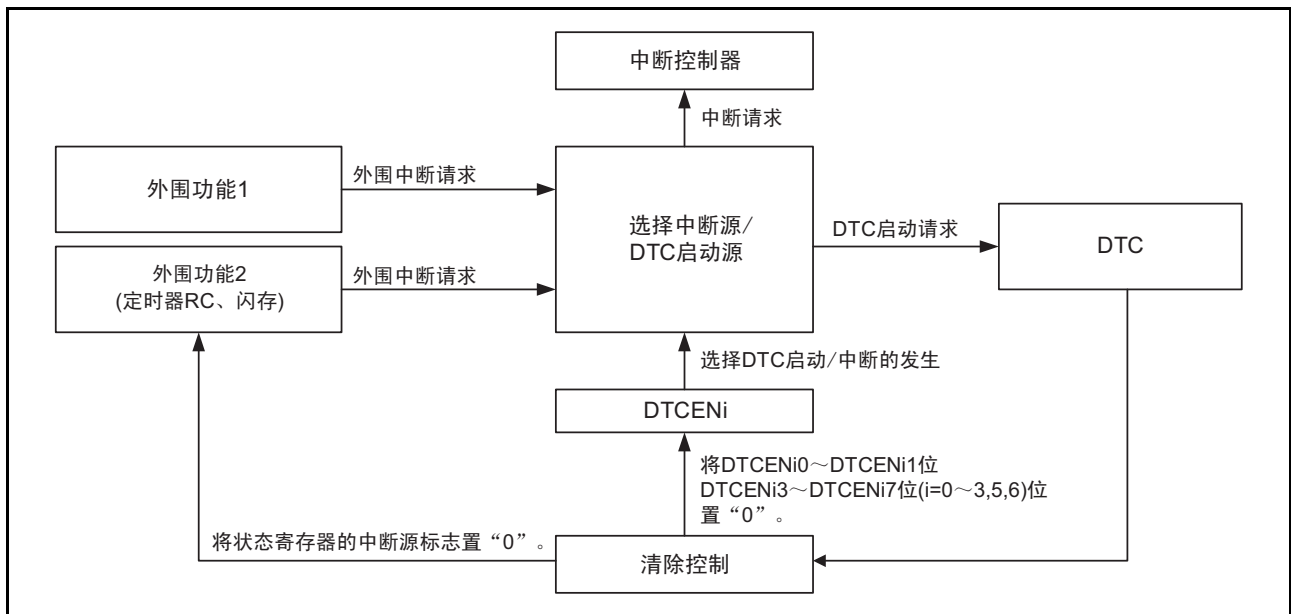 中断控制器
中断请求
外围功能1
外围中断请求
选择中断源/
DTC启动源
DTC启动请求
DTC
外围功能2
(定时器RC、闪存)
外围中断请求
选择DTC启动/中断的发生
DTCENi
将DTCENi0～DTCENi1位
DTCENi3～DTCENi7位(i=0～3,5,6)位
置“0”。
将状态寄存器的中断源标志置“0”。
清除控制